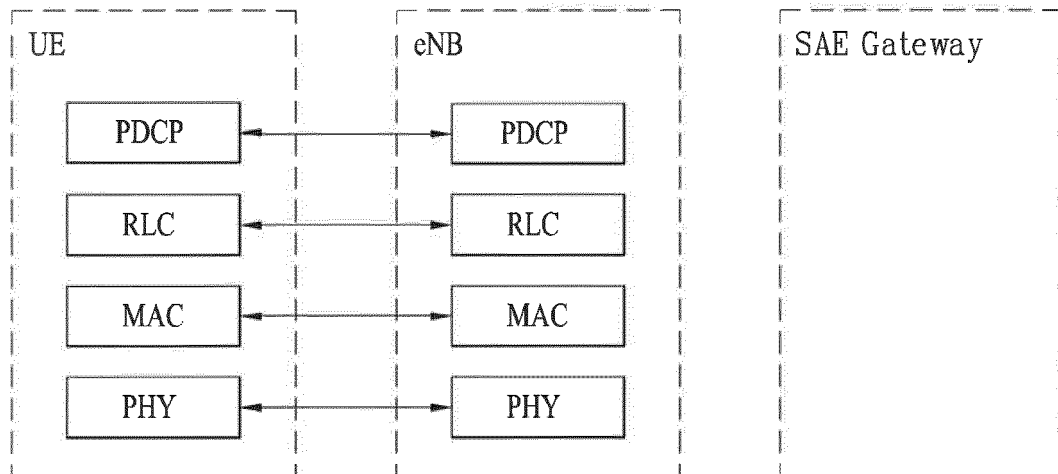 UE eNB SAE Gateway
PDCP PDCP
RLC RLC
MAC MAC
PHY PHY